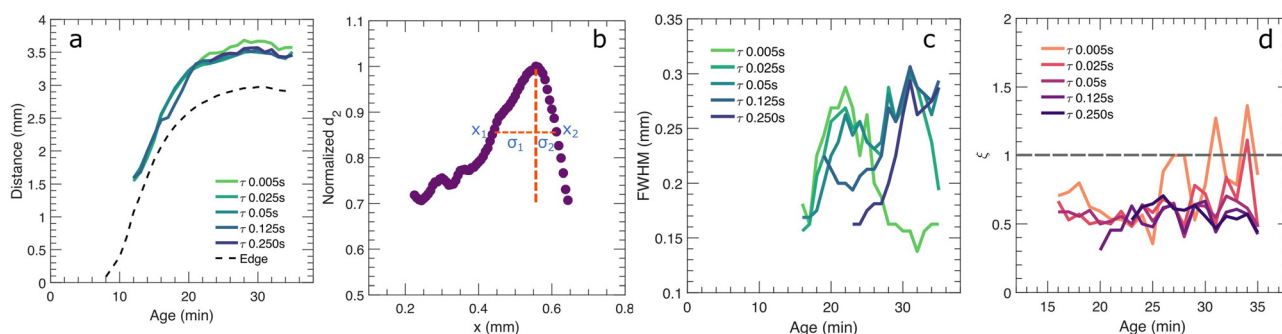 a
Distance (mm)
4
3.5
3
2.5
2
1.5
1
0.5
0
0
10
20
30
Age (min)
τ 0.005s
τ 0.025s
τ 0.05s
τ 0.125s
τ 0.250s
Edge
b
Normalized d2
1.2
1.1
1.0
0.9
0.8
0.7
0.6
0.5
0
0.2
0.4
0.6
0.8
x (mm)
x1
x2
σ1
σ2
c
FWHM (mm)
0.35
0.3
0.25
0.2
0.15
0.1
0
10
20
30
Age (min)
τ 0.005s
τ 0.025s
τ 0.05s
τ 0.125s
τ 0.250s
d
ξ
2
1.5
1
0.5
0
15
20
25
30
35
Age (min)
τ 0.005s
τ 0.025s
τ 0.05s
τ 0.125s
τ 0.250s